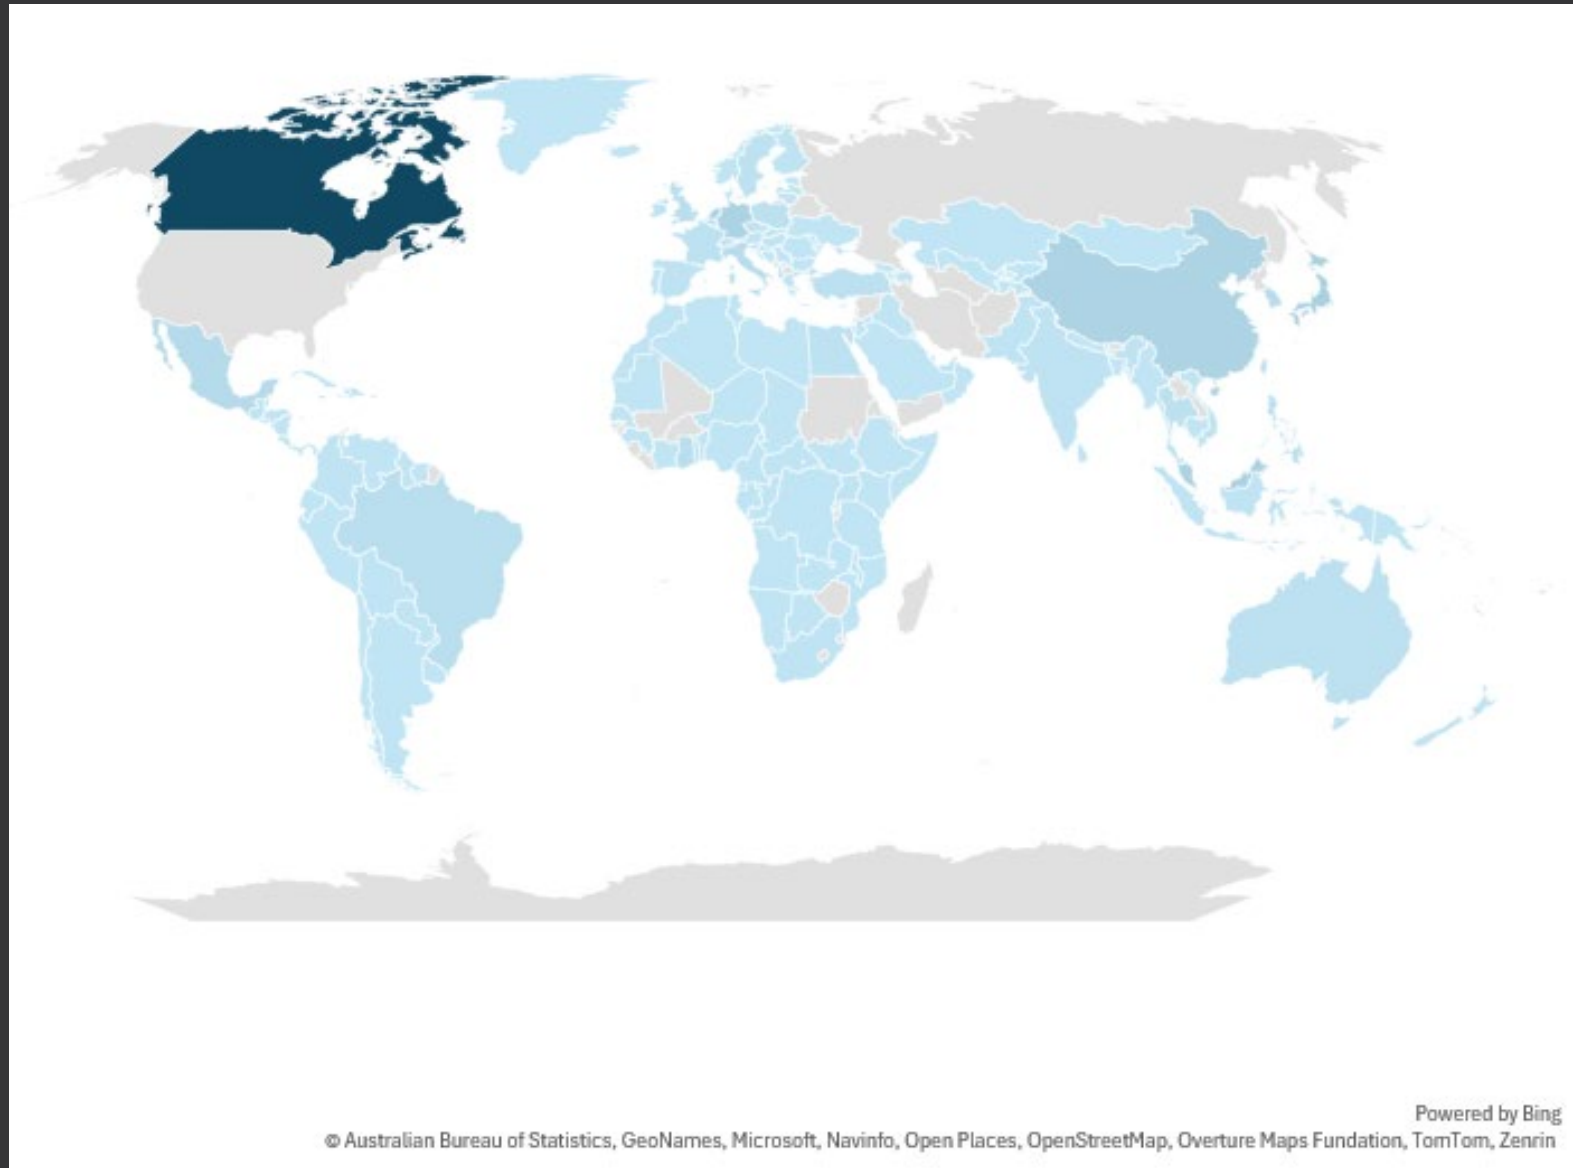 Powered by Bing
© Australian Bureau of Statistics, GeoNames, Microsoft, Navinfo, Open Places, OpenStreetMap, Overture Maps Fundation, TomTom, Zenrin